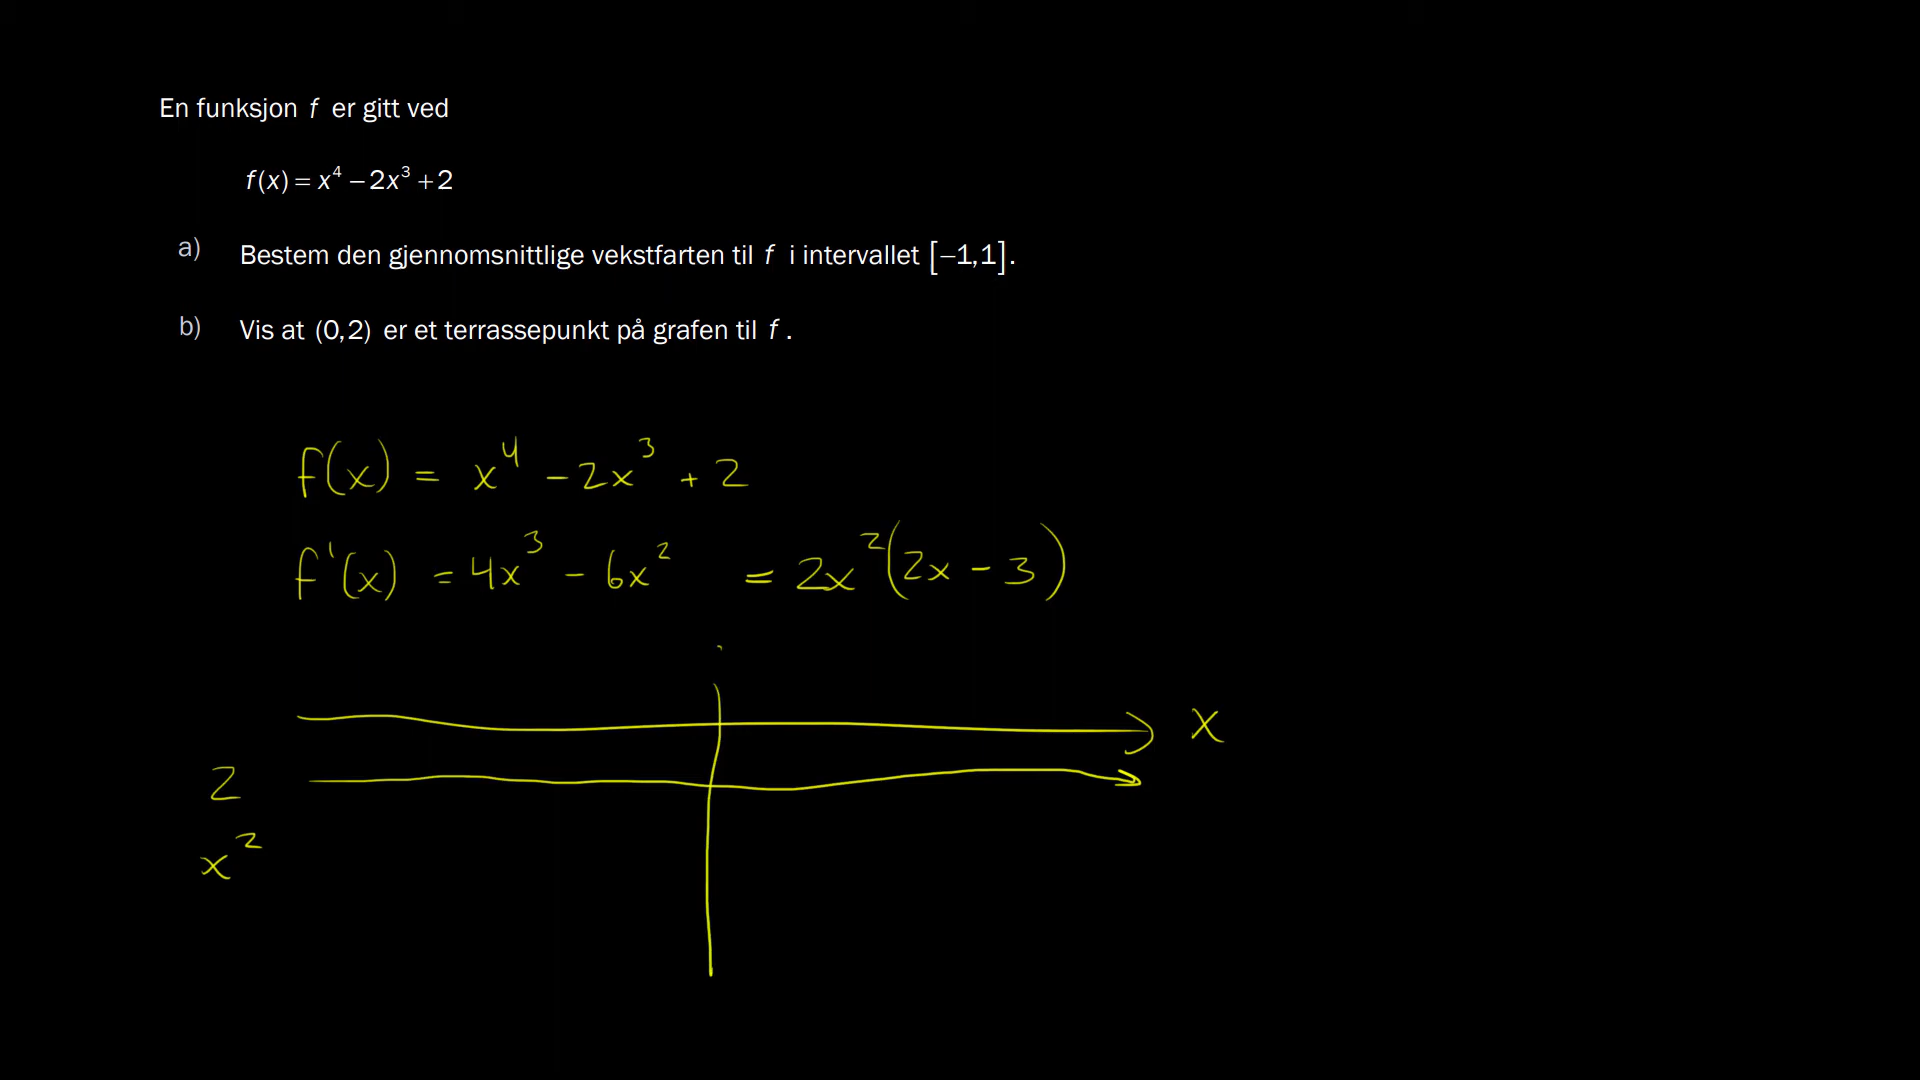 En funksjon f er gitt ved
f(x) = x⁴ − 2x³ + 2
a) Bestem den gjennomsnittlige vekstfarten til f i intervallet [−1,1].
b) Vis at (0,2) er et terrassepunkt på grafen til f.
f(x) = x⁴ − 2x³ + 2
f'(x) = 4x³ − 6x² = 2x²(2x − 3)
x
2
x²